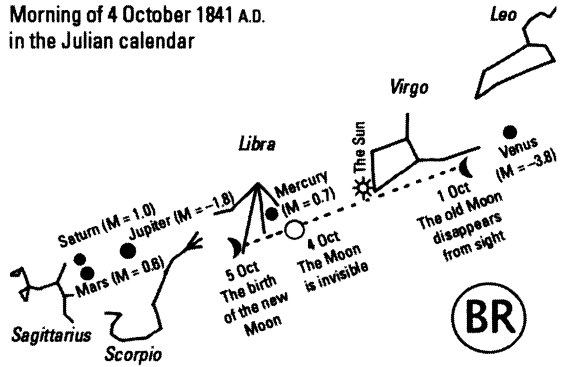 Morning of 4 October 1841 A.D.
in the Julian calendar
Leo
Virgo
Libra
The Sun
Venus
(M = –3.8)
Mercury
(M = 0.7)
Jupiter (M = –1.8)
Saturn (M = 1.0)
Mars (M = 0.6)
1 Oct
The old Moon
disappears
from sight
4 Oct
The Moon
is invisible
5 Oct
The birth
of the new
Moon
Sagittarius
Scorpio
BR